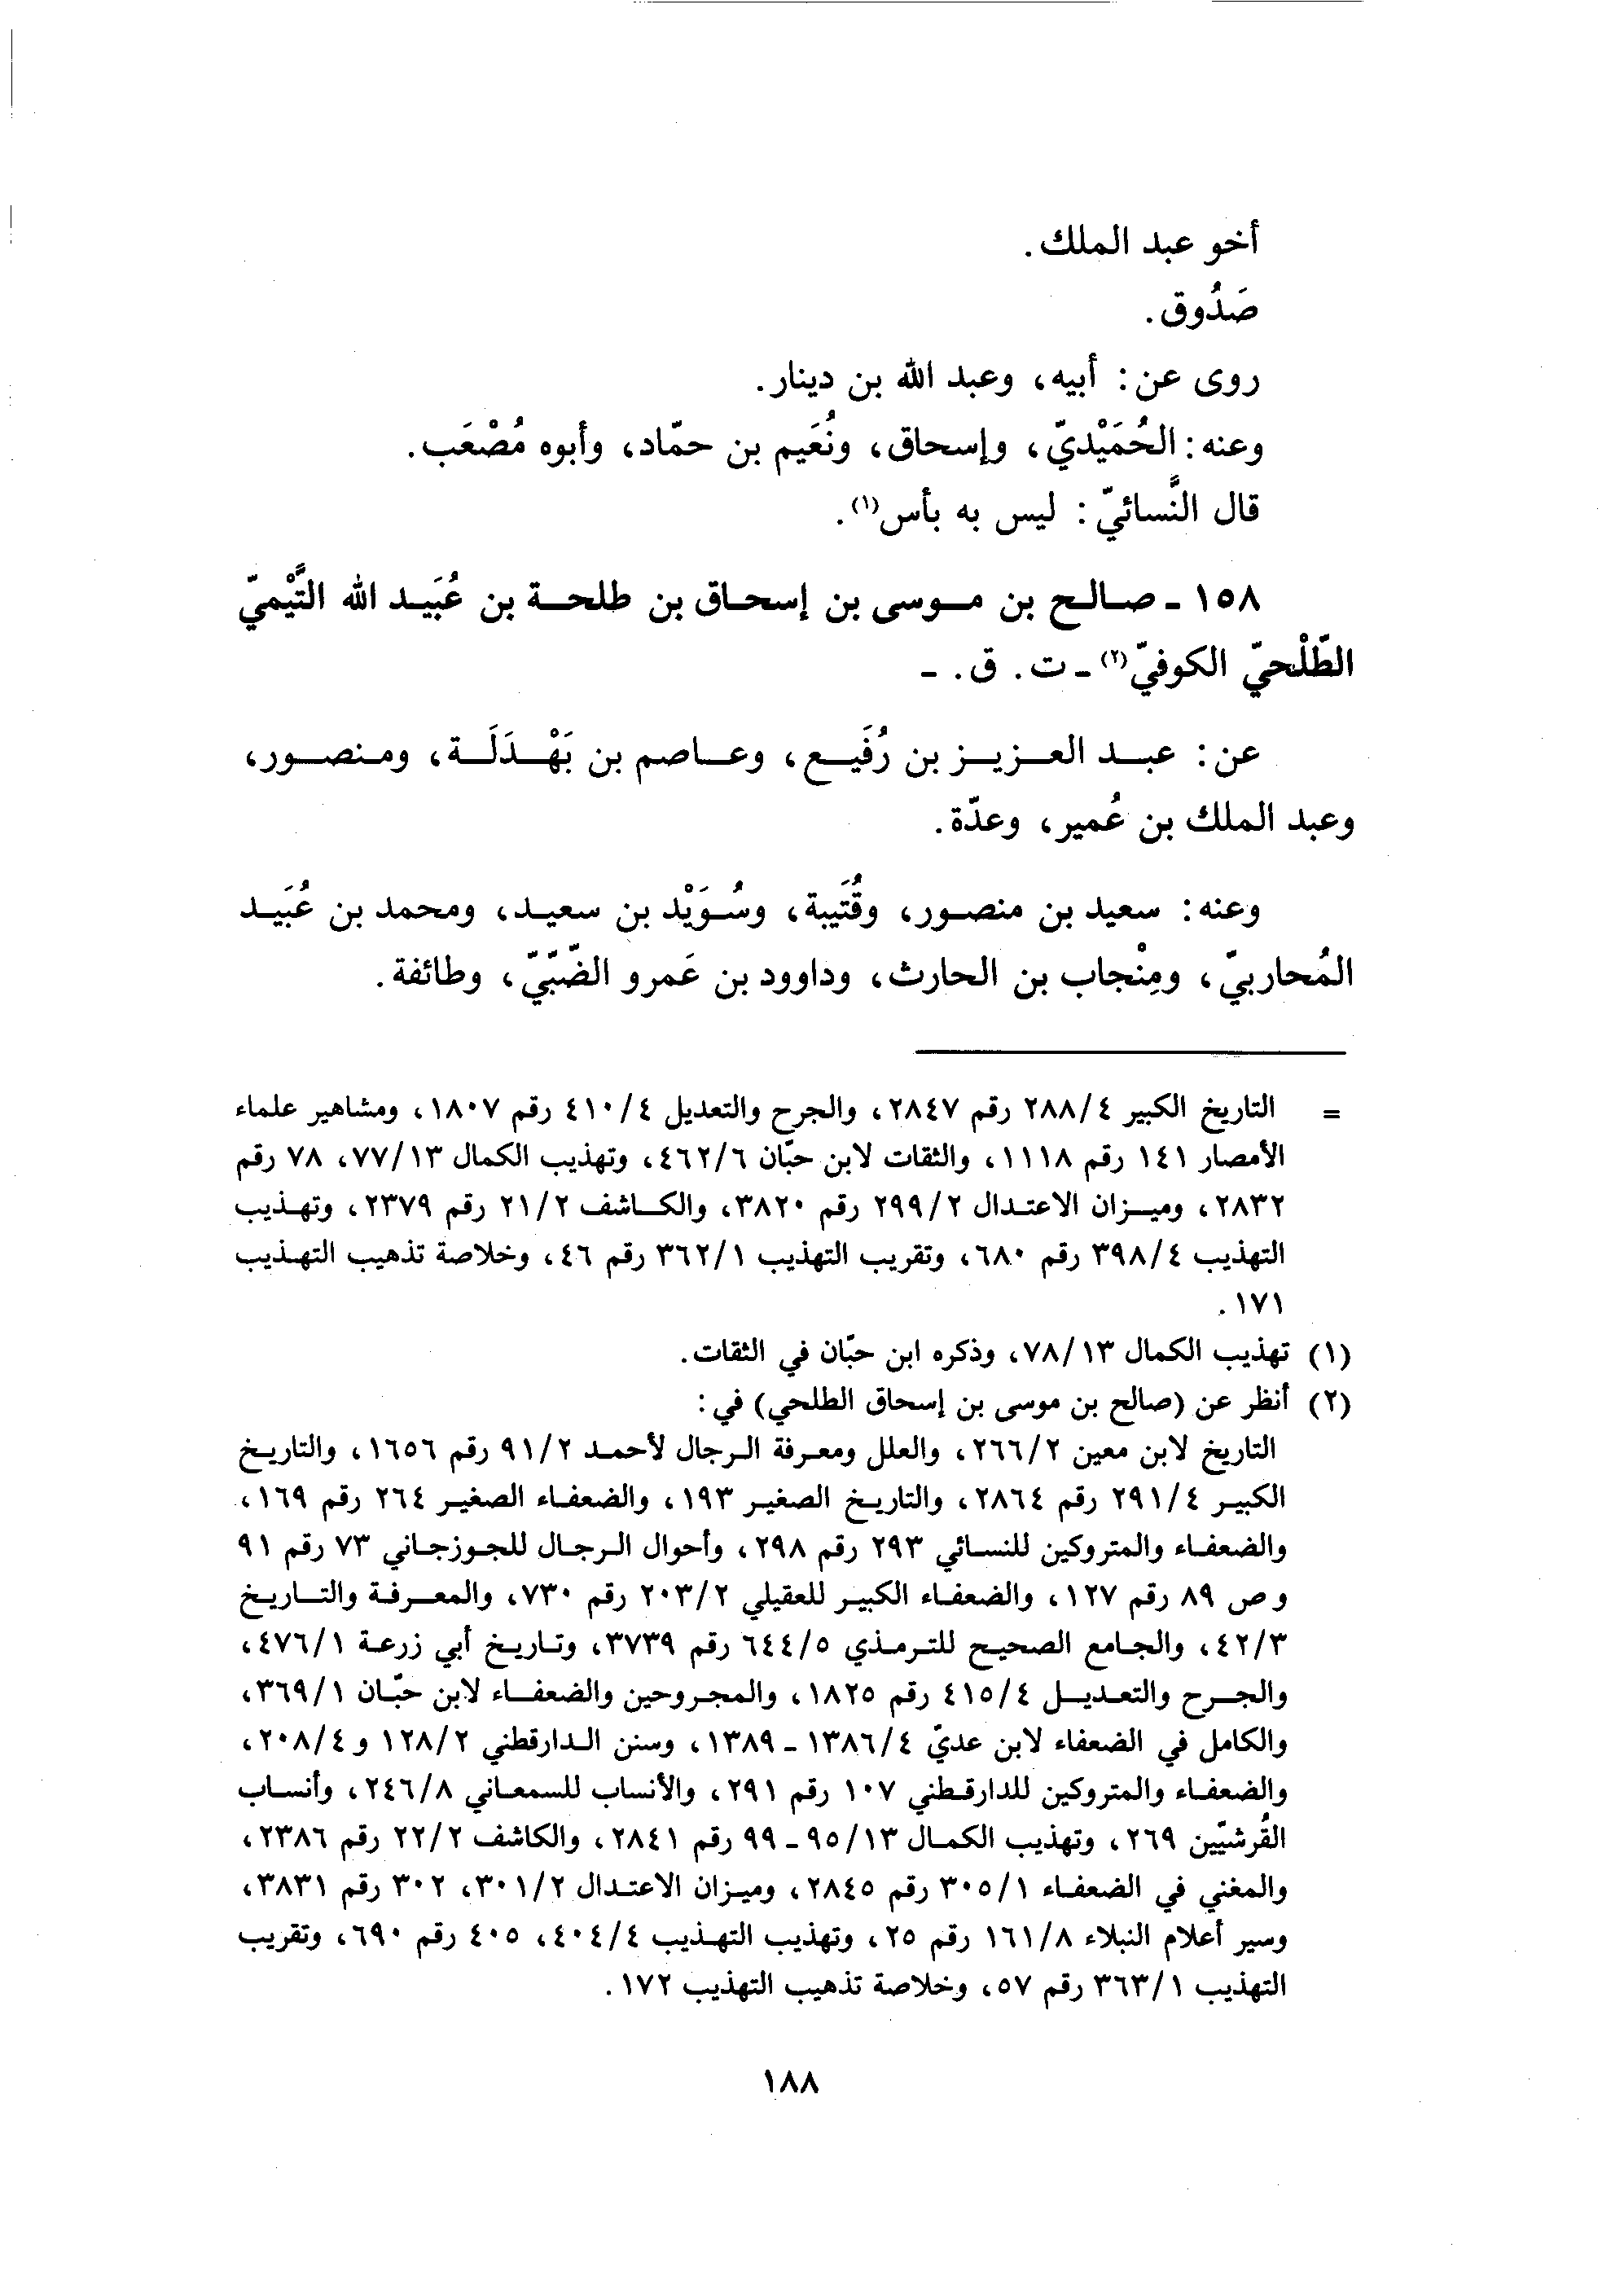 أخو عبد الملك.
صَدُوق.
روى عن: أبيه، وعبد الله بن دينار.
وعنه: الحُمَيْديّ، وإسحاق، ونُعَيم بن حمّاد، وأبوه مُصْعَب.
قال النَّسائيّ: ليس به بأس(١).
١٥٨ ـ صالح بن موسى بن إسحاق بن طلحة بن عُبَيد الله التَّيْميّ
الطّلْحيّ الكوفيّ(٢) ـ ت. ق. ـ
عن: عبد العزيز بن رُفَيع، وعاصم بن بَهْدَلَة، ومنصور،
وعبد الملك بن عُمير، وعدّة.
وعنه: سعيد بن منصور، وقُتَيبة، وسُوَيْد بن سعيد، ومحمد بن عُبَيد
المُحاربيّ، ومِنْجاب بن الحارث، وداوود بن عَمرو الضّبّيّ، وطائفة.
= التاريخ الكبير ٢٨٨/٤ رقم ٢٨٤٧، والجرح والتعديل ٤١٠/٤ رقم ١٨٠٧، ومشاهير علماء
الأمصار ١٤١ رقم ١١١٨، والثقات لابن حبّان ٤٦٢/٦، وتهذيب الكمال ٧٧/١٣، ٧٨ رقم
٢٨٣٢، وميزان الاعتدال ٢٩٩/٢ رقم ٣٨٢٠، والكاشف ٢١/٢ رقم ٢٣٧٩، وتهذيب
التهذيب ٣٩٨/٤ رقم ٦٨٠، وتقريب التهذيب ٣٦٢/١ رقم ٤٦، وخلاصة تذهيب التهذيب
١٧١.
(١) تهذيب الكمال ٧٨/١٣، وذكره ابن حبّان في الثقات.
(٢) أنظر عن (صالح بن موسى بن إسحاق الطلحي) في:
التاريخ لابن معين ٢٦٦/٢، والعلل ومعرفة الرجال لأحمد ٩١/٢ رقم ١٦٥٦، والتاريخ
الكبير ٢٩١/٤ رقم ٢٨٦٤، والتاريخ الصغير ١٩٣، والضعفاء الصغير ٢٦٤ رقم ١٦٩،
والضعفاء والمتروكين للنسائي ٢٩٣ رقم ٢٩٨، وأحوال الرجال للجوزجاني ٧٣ رقم ٩١
و ص ٨٩ رقم ١٢٧، والضعفاء الكبير للعقيلي ٢٠٣/٢ رقم ٧٣٠، والمعرفة والتاريخ
٤٢/٣، والجامع الصحيح للترمذي ٦٤٤/٥ رقم ٣٧٣٩، وتاريخ أبي زرعة ٤٧٦/١،
والجرح والتعديل ٤١٥/٤ رقم ١٨٢٥، والمجروحين والضعفاء لابن حبّان ٣٦٩/١،
والكامل في الضعفاء لابن عديّ ١٣٨٦/٤ ـ ١٣٨٩، وسنن الدارقطني ١٢٨/٢ و ٢٠٨/٤،
والضعفاء والمتروكين للدارقطني ١٠٧ رقم ٢٩١، والأنساب للسمعاني ٢٤٦/٨، وأنساب
القُرشيّين ٢٦٩، وتهذيب الكمال ٩٥/١٣ ـ ٩٩ رقم ٢٨٤١، والكاشف ٢٢/٢ رقم ٢٣٨٦،
والمغني في الضعفاء ٣٠٥/١ رقم ٢٨٤٥، وميزان الاعتدال ٣٠١/٢، ٣٠٢ رقم ٣٨٣١،
وسير أعلام النبلاء ١٦١/٨ رقم ٢٥، وتهذيب التهذيب ٤٠٤/٤، ٤٠٥ رقم ٦٩٠، وتقريب
التهذيب ٣٦٣/١ رقم ٥٧، وخلاصة تذهيب التهذيب ١٧٢.
١٨٨